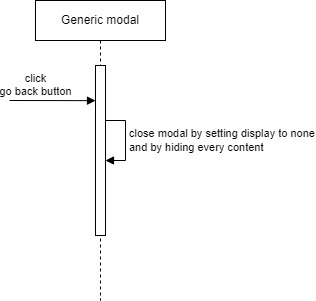 Generic modal
click
go back button
close modal by setting display to none
and by hiding every content